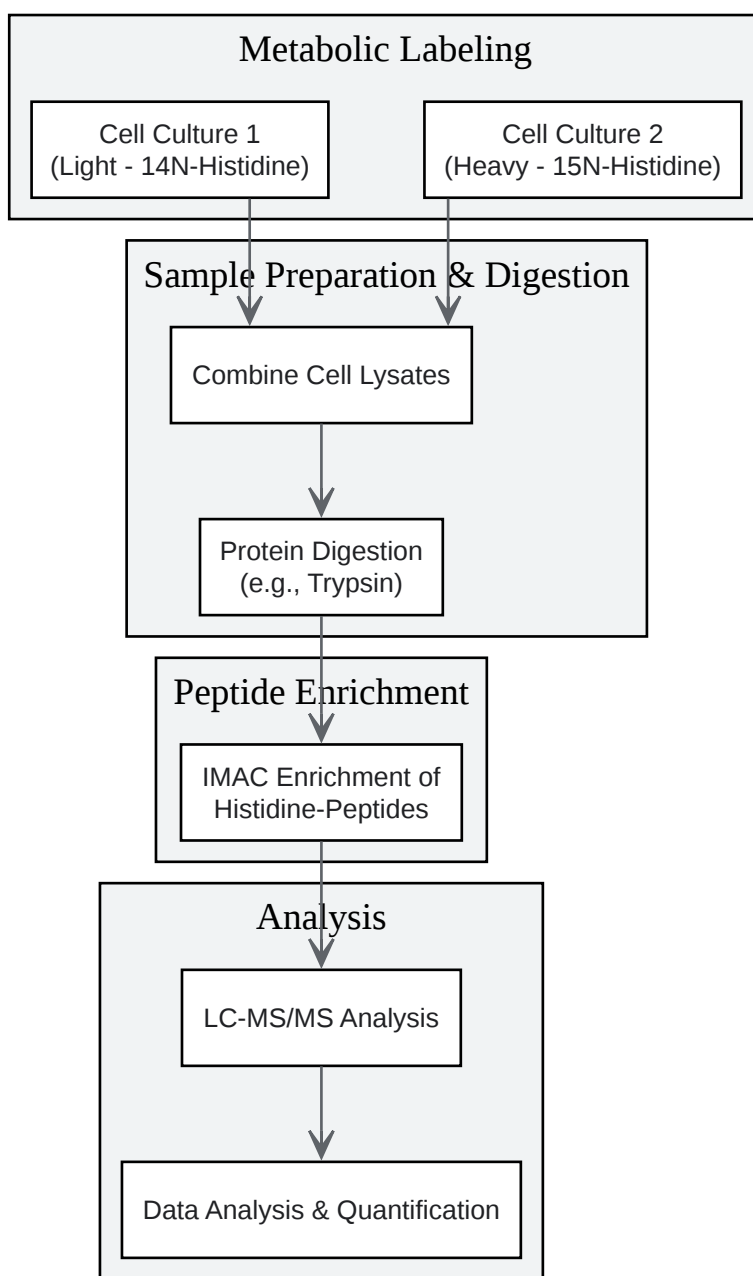 Metabolic Labeling
Cell Culture 1
(Light - 14N-Histidine)
Cell Culture 2
(Heavy - 15N-Histidine)
Sample Preparation & Digestion
Combine Cell Lysates
Protein Digestion
(e.g., Trypsin)
Peptide Enrichment
IMAC Enrichment of
Histidine-Peptides
Analysis
LC-MS/MS Analysis
Data Analysis & Quantification